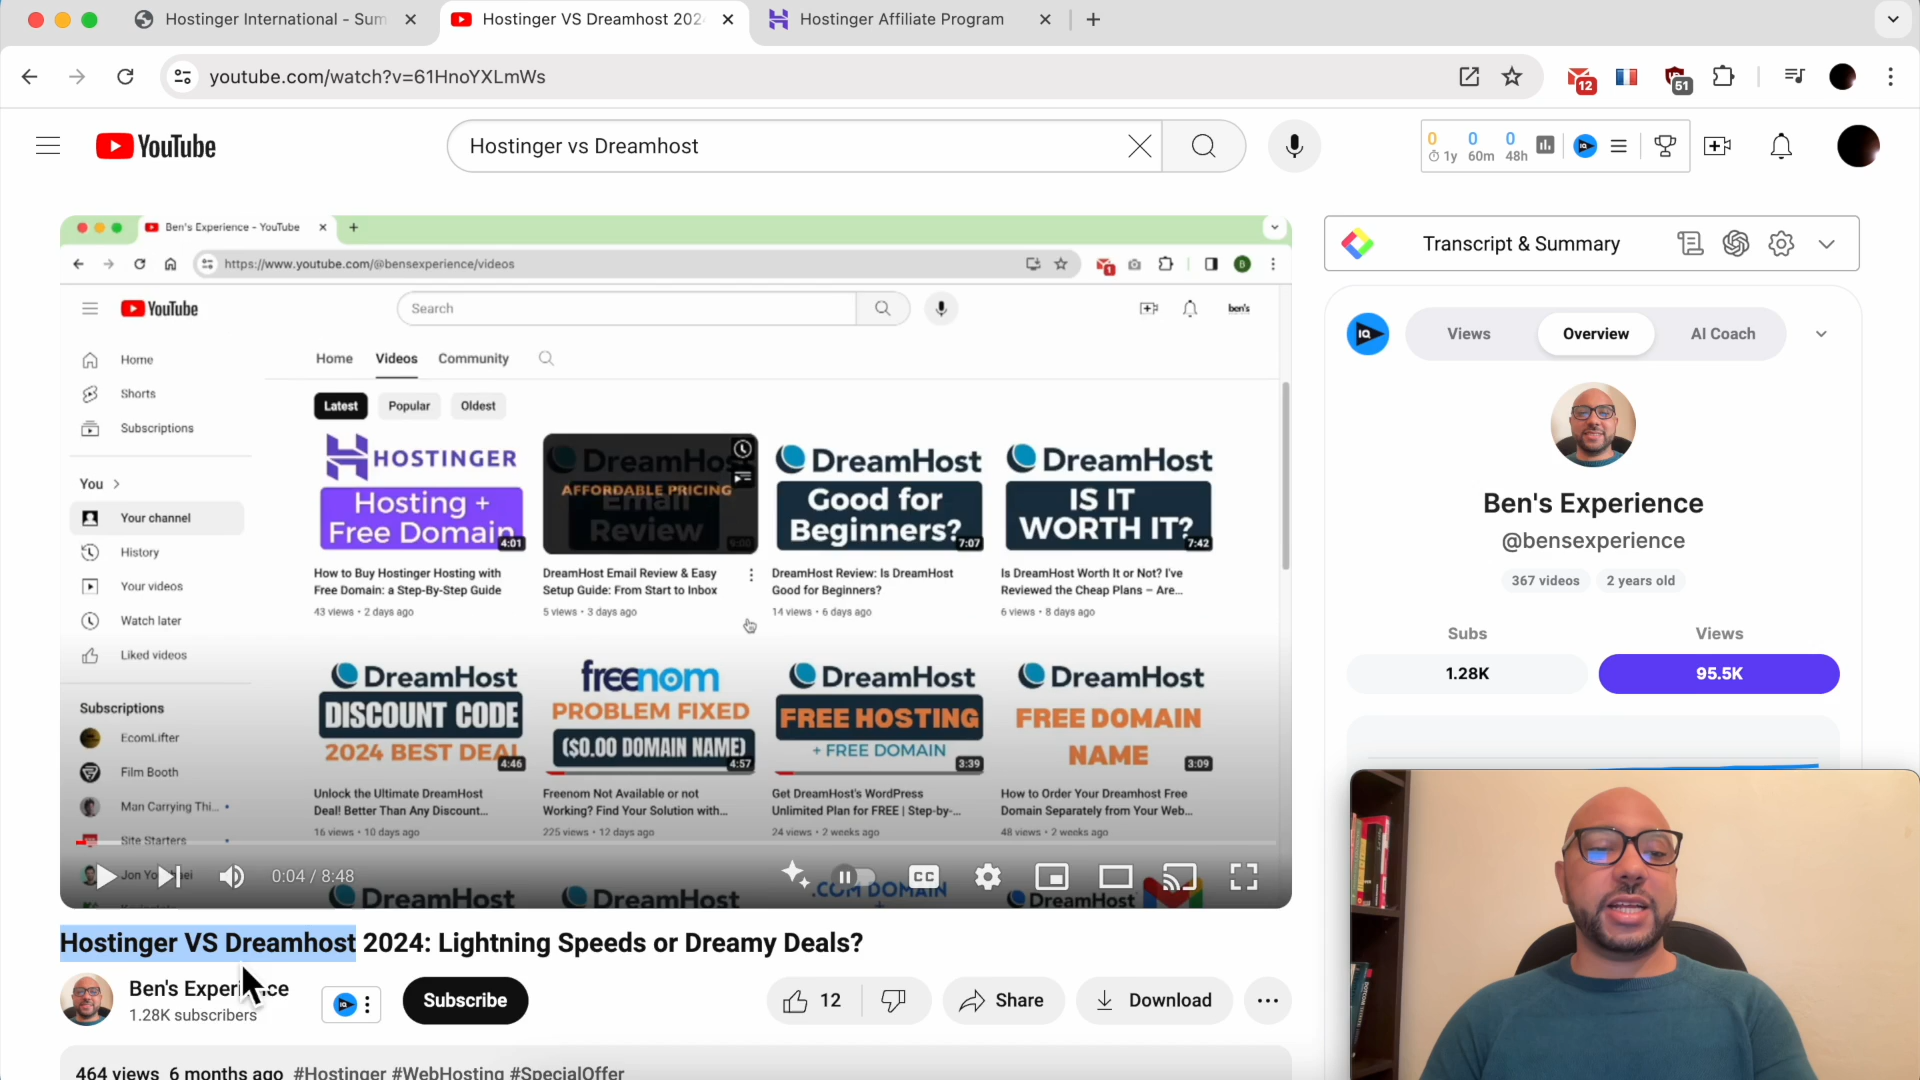 Hostinger International - Sum
Hostinger VS Dreamhost 202
Hostinger Affiliate Program
youtube.com/watch?v=61HnoYXLmWs
12
51
YouTube
Hostinger vs Dreamhost
0 0 0
1y 60m 48h
Ben's Experience - YouTube
https://www.youtube.com/@bensexperience/videos
1
B
YouTube
Search
ben's
Home
Shorts
Subscriptions
You
Your channel
History
Your videos
Watch later
Liked videos
Subscriptions
EcomLifter
Film Booth
Man Carrying Thi...
Site Starters
Home Videos Community
Latest Popular Oldest
HOSTINGER
Hosting +
Free Domain
4:01
How to Buy Hostinger Hosting with
Free Domain: a Step-By-Step Guide
43 views • 2 days ago
DreamHost
AFFORDABLE PRICING
Email
Review
DreamHost Email Review & Easy
Setup Guide: From Start to Inbox
5 views • 3 days ago
DreamHost
Good for
Beginners?
7:07
DreamHost Review: Is DreamHost
Good for Beginners?
14 views • 6 days ago
DreamHost
IS IT
WORTH IT?
7:42
Is DreamHost Worth It or Not? I've
Reviewed the Cheap Plans – Are...
6 views • 8 days ago
DreamHost
DISCOUNT CODE
2024 BEST DEAL
4:46
Unlock the Ultimate DreamHost
Deal! Better Than Any Discount...
16 views • 10 days ago
freenom
PROBLEM FIXED
($0.00 DOMAIN NAME)
4:57
Freenom Not Available or not
Working? Find Your Solution with...
225 views • 12 days ago
DreamHost
FREE HOSTING
+ FREE DOMAIN
3:39
Get DreamHost's WordPress
Unlimited Plan for FREE | Step-by-...
24 views • 2 weeks ago
DreamHost
FREE DOMAIN
NAME
3:09
How to Order Your Dreamhost Free
Domain Separately from Your Web...
48 views • 2 weeks ago
0:04 / 8:48
CC
DreamHost
DreamHost
.COM DOMAIN
+
DreamHost
Hostinger VS Dreamhost 2024: Lightning Speeds or Dreamy Deals?
Ben's Experience
1.28K subscribers
Subscribe
12
Share
Download
464 views 6 months ago #Hostinger #WebHosting #SpecialOffer
Transcript & Summary
IQ
Views Overview AI Coach
Ben's Experience
@bensexperience
367 videos 2 years old
Subs Views
1.28K 95.5K